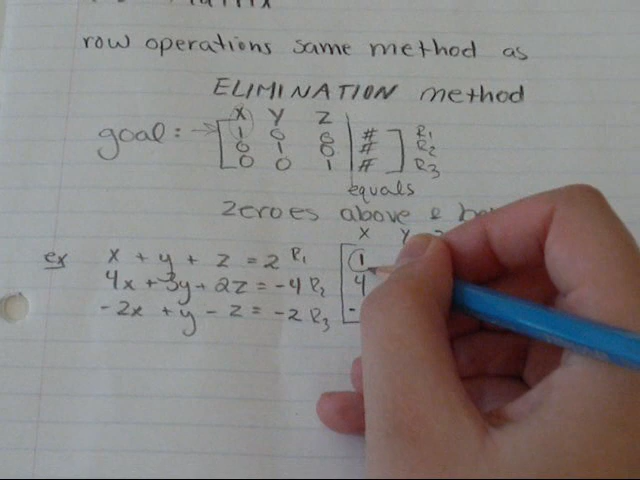 row operations same method as
ELIMINATION method
X Y Z
goal: → [ 1 0 0 | # ] R1
0 1 0 | # R2
0 0 1 | # R3
equals
Zeroes above &
X Y
ex x + y + z = 2 R1 [ 1
4x + 3y + 2z = -4 R2 4
-2x + y - z = -2 R3 -